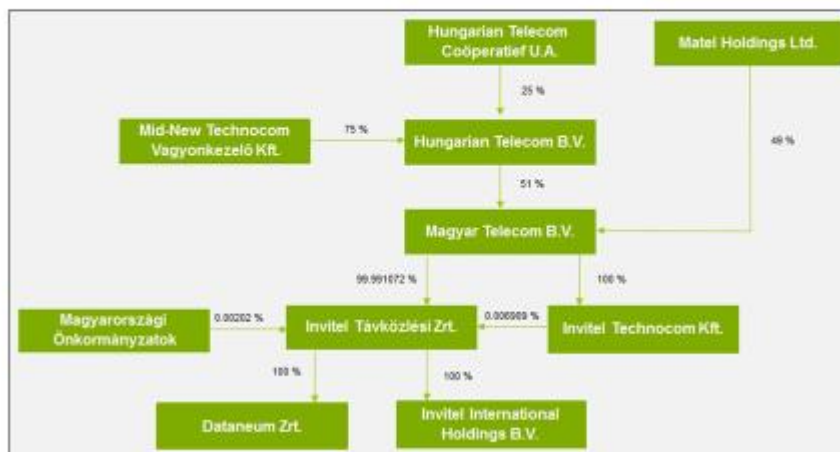 Hungarian Telecom
Coöperatief U.A.
Matel Holdings Ltd.
25 %
Mid-New Technocom
Vagyonkezelő Kft.
75 %
Hungarian Telecom B.V.
49 %
51 %
Magyar Telecom B.V.
99.991072 %
100 %
Magyarországi
Önkormányzatok
0.00202 %
Invitel Távközlési Zrt.
0.006909 %
Invitel Technocom Kft.
100 %
100 %
Dataneum Zrt.
Invitel International
Holdings B.V.